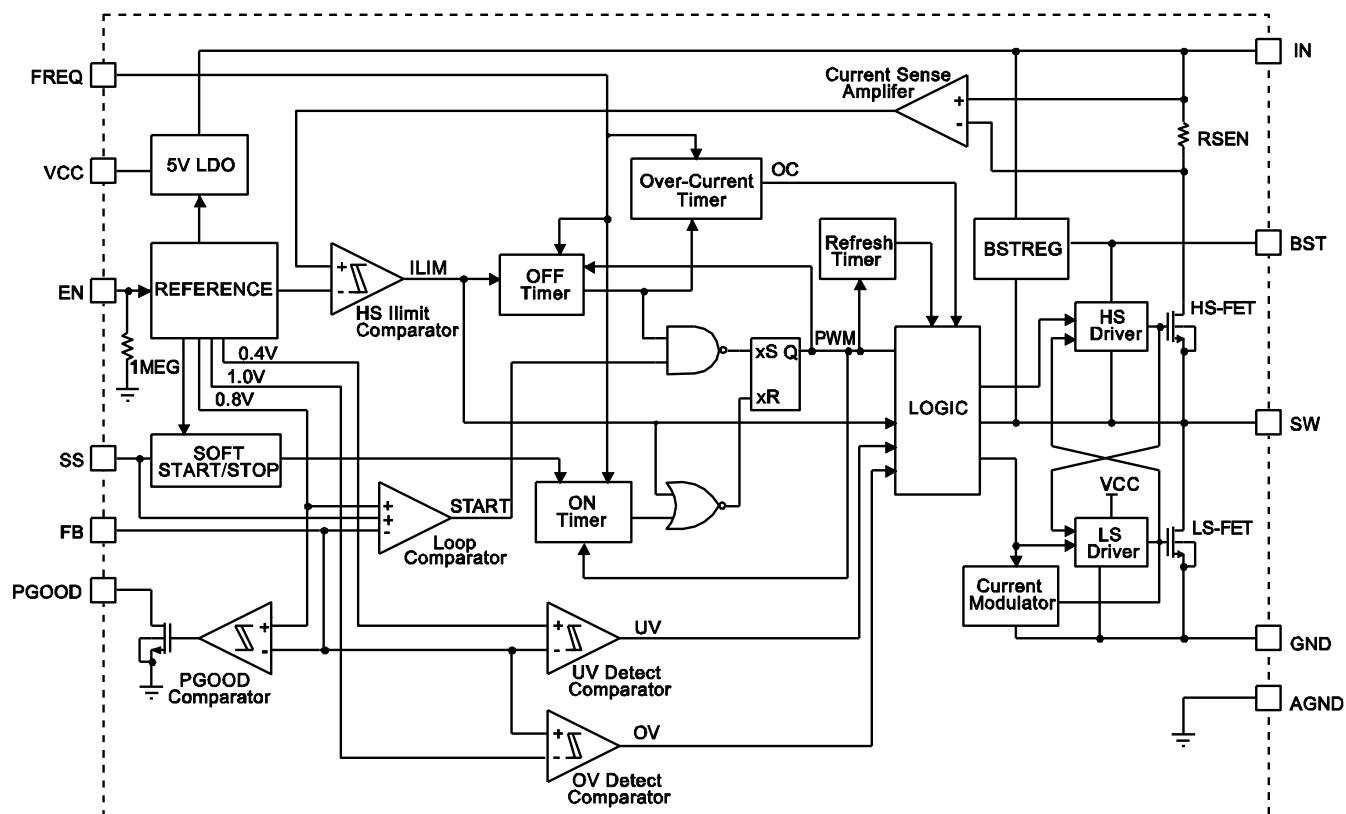 IN
FREQ
Current Sense
Amplifer
+
-
RSEN
5V LDO
VCC
Over-Current
Timer
OC
BSTREG
BST
Refresh
Timer
REFERENCE
EN
+
-
ILIM
HS Ilimit
Comparator
OFF
Timer
HS
Driver
HS-FET
PWM
xS Q
xR
1MEG
0.4V
1.0V
0.8V
LOGIC
SW
SS
SOFT
START/STOP
VCC
START
ON
Timer
+
+
-
Loop
Comparator
FB
LS
Driver
LS-FET
PGOOD
Current
Modulator
+
-
PGOOD
Comparator
+
-
UV
UV Detect
Comparator
GND
AGND
+
-
OV
OV Detect
Comparator